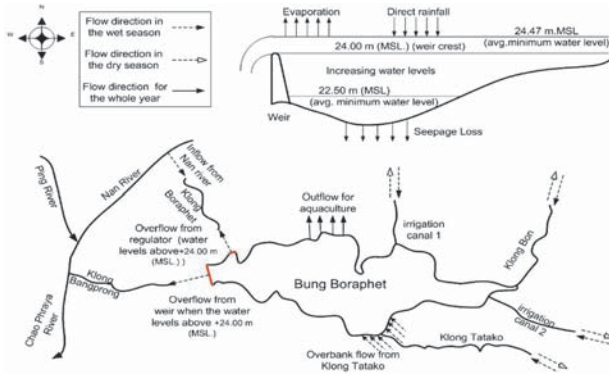 N
W
E
S
Flow direction in
the wet season
Flow direction in
the dry season
Flow direction for
the whole year
Evaporation
Direct rainfall
24.47 m.MSL
24.00 m (MSL.) (weir crest)
(avg.minimum water level)
Increasing water levels
22.50 m (MSL)
(avg. minimum water level)
Weir
Seepage Loss
Ping River
Nan River
Inflow from
Nan river
Klong
Boraphet
Overflow from
regulator (water
levels above+24.00 m
(MSL.) )
Outflow for
aquaculture
irrigation
canal 1
Klong Bon
Bung Boraphet
Klong
Bangprong
Chao Phraya
River
Overflow from
weir when the water
levels above +24.00 m
(MSL.)
irrigation
canal 2
Klong Tatako
Overbank flow from
Klong Tatako